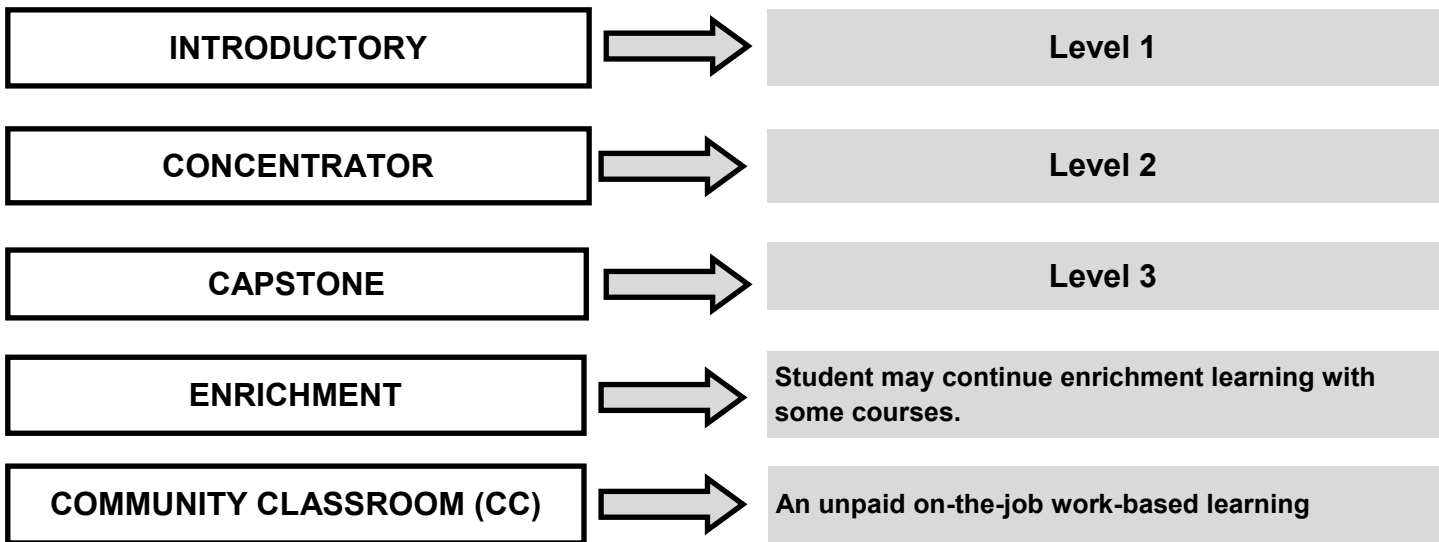 INTRODUCTORY
Level 1
CONCENTRATOR
Level 2
CAPSTONE
Level 3
ENRICHMENT
Student may continue enrichment learning with
some courses.
COMMUNITY CLASSROOM (CC)
An unpaid on-the-job work-based learning